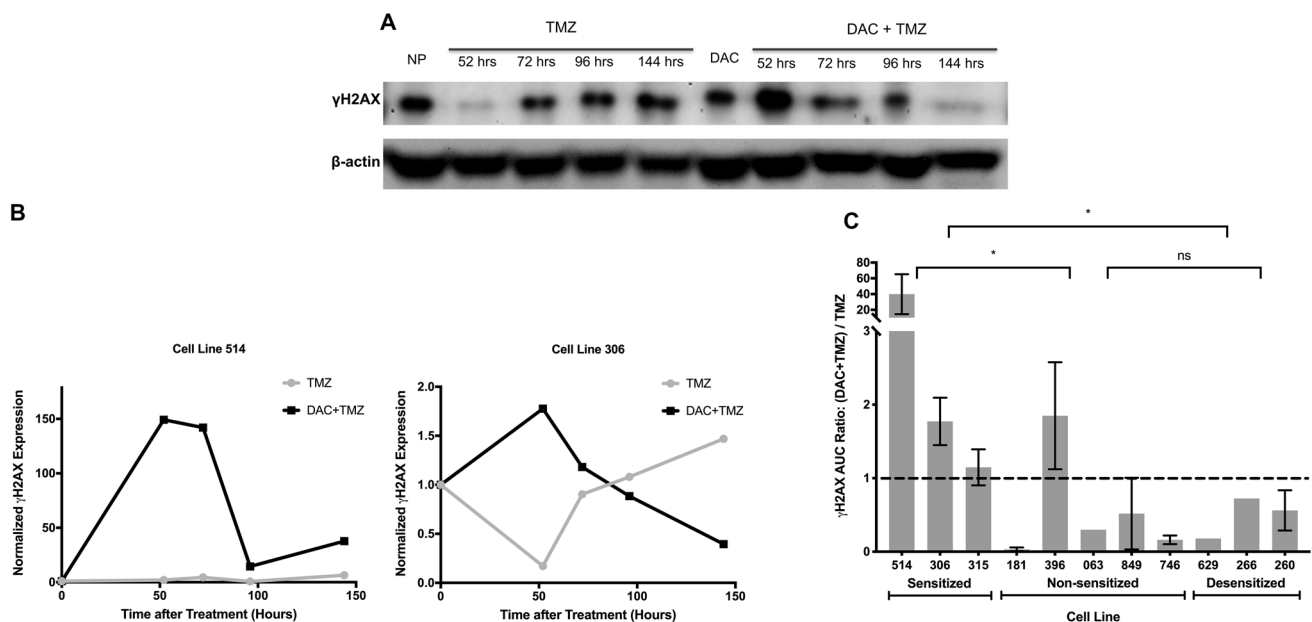 A
TMZ
DAC + TMZ
NP
52 hrs
72 hrs
96 hrs
144 hrs
DAC
52 hrs
72 hrs
96 hrs
144 hrs
γH2AX
β-actin
B
Cell Line 514
TMZ
DAC+TMZ
Normalized γH2AX Expression
150
100
50
0
0
50
100
150
Time after Treatment (Hours)
Cell Line 306
TMZ
DAC+TMZ
Normalized γH2AX Expression
2.0
1.5
1.0
0.5
0.0
0
50
100
150
Time after Treatment (Hours)
C
*
*
ns
γH2AX AUC Ratio: (DAC+TMZ) / TMZ
80
60
40
20
3
2
1
0
514
306
315
181
396
063
849
746
629
266
260
Sensitized
Non-sensitized
Desensitized
Cell Line